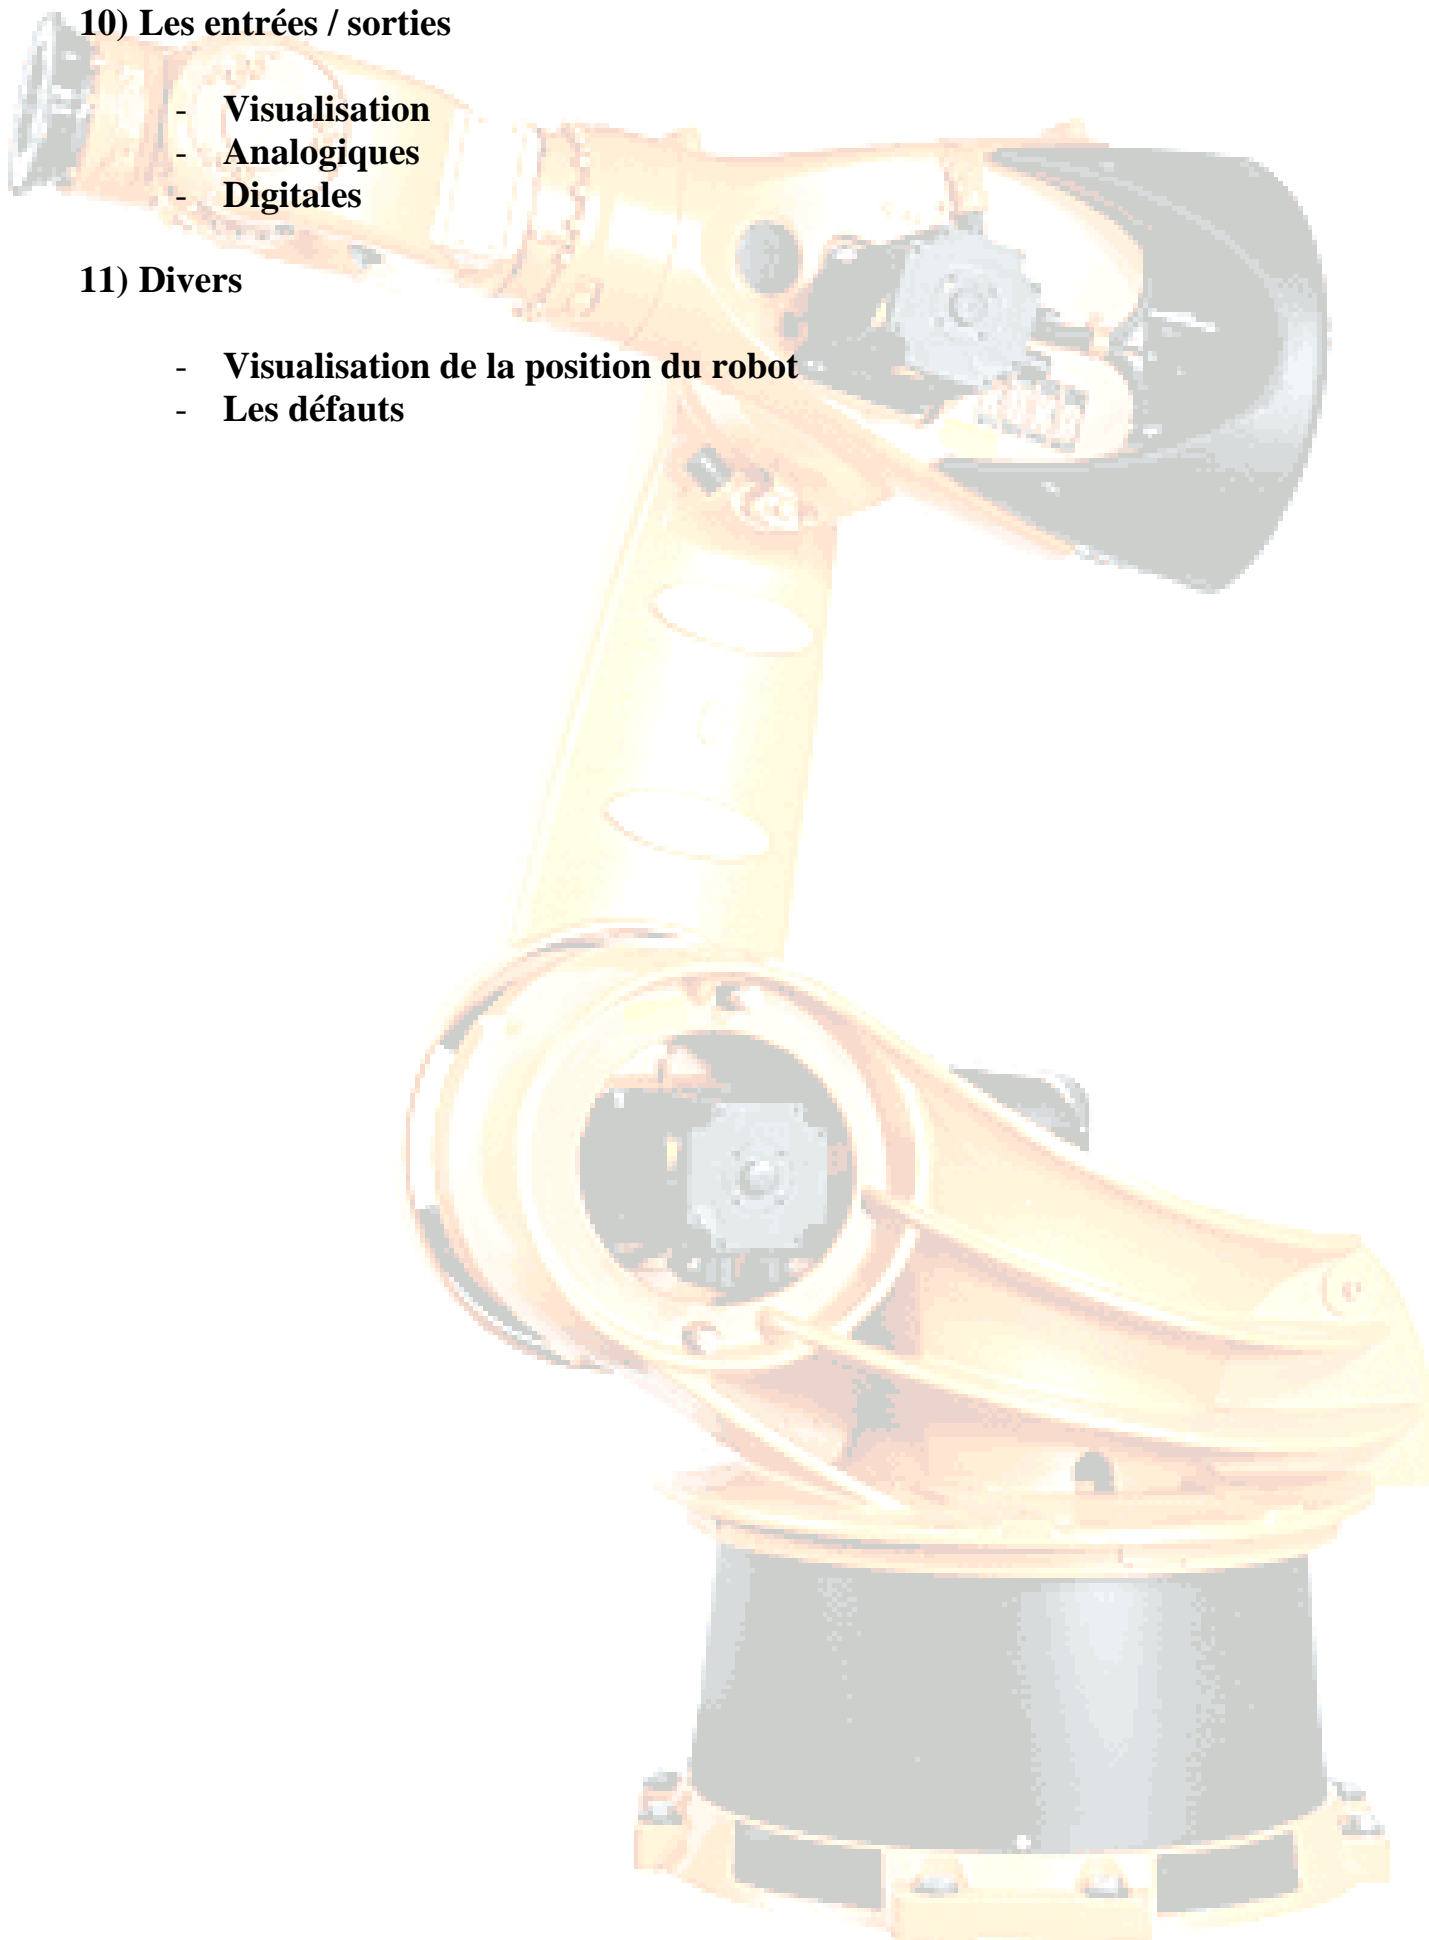 10) Les entrées / sorties
- Visualisation
- Analogiques
- Digitales
11) Divers
- Visualisation de la position du robot
- Les défauts